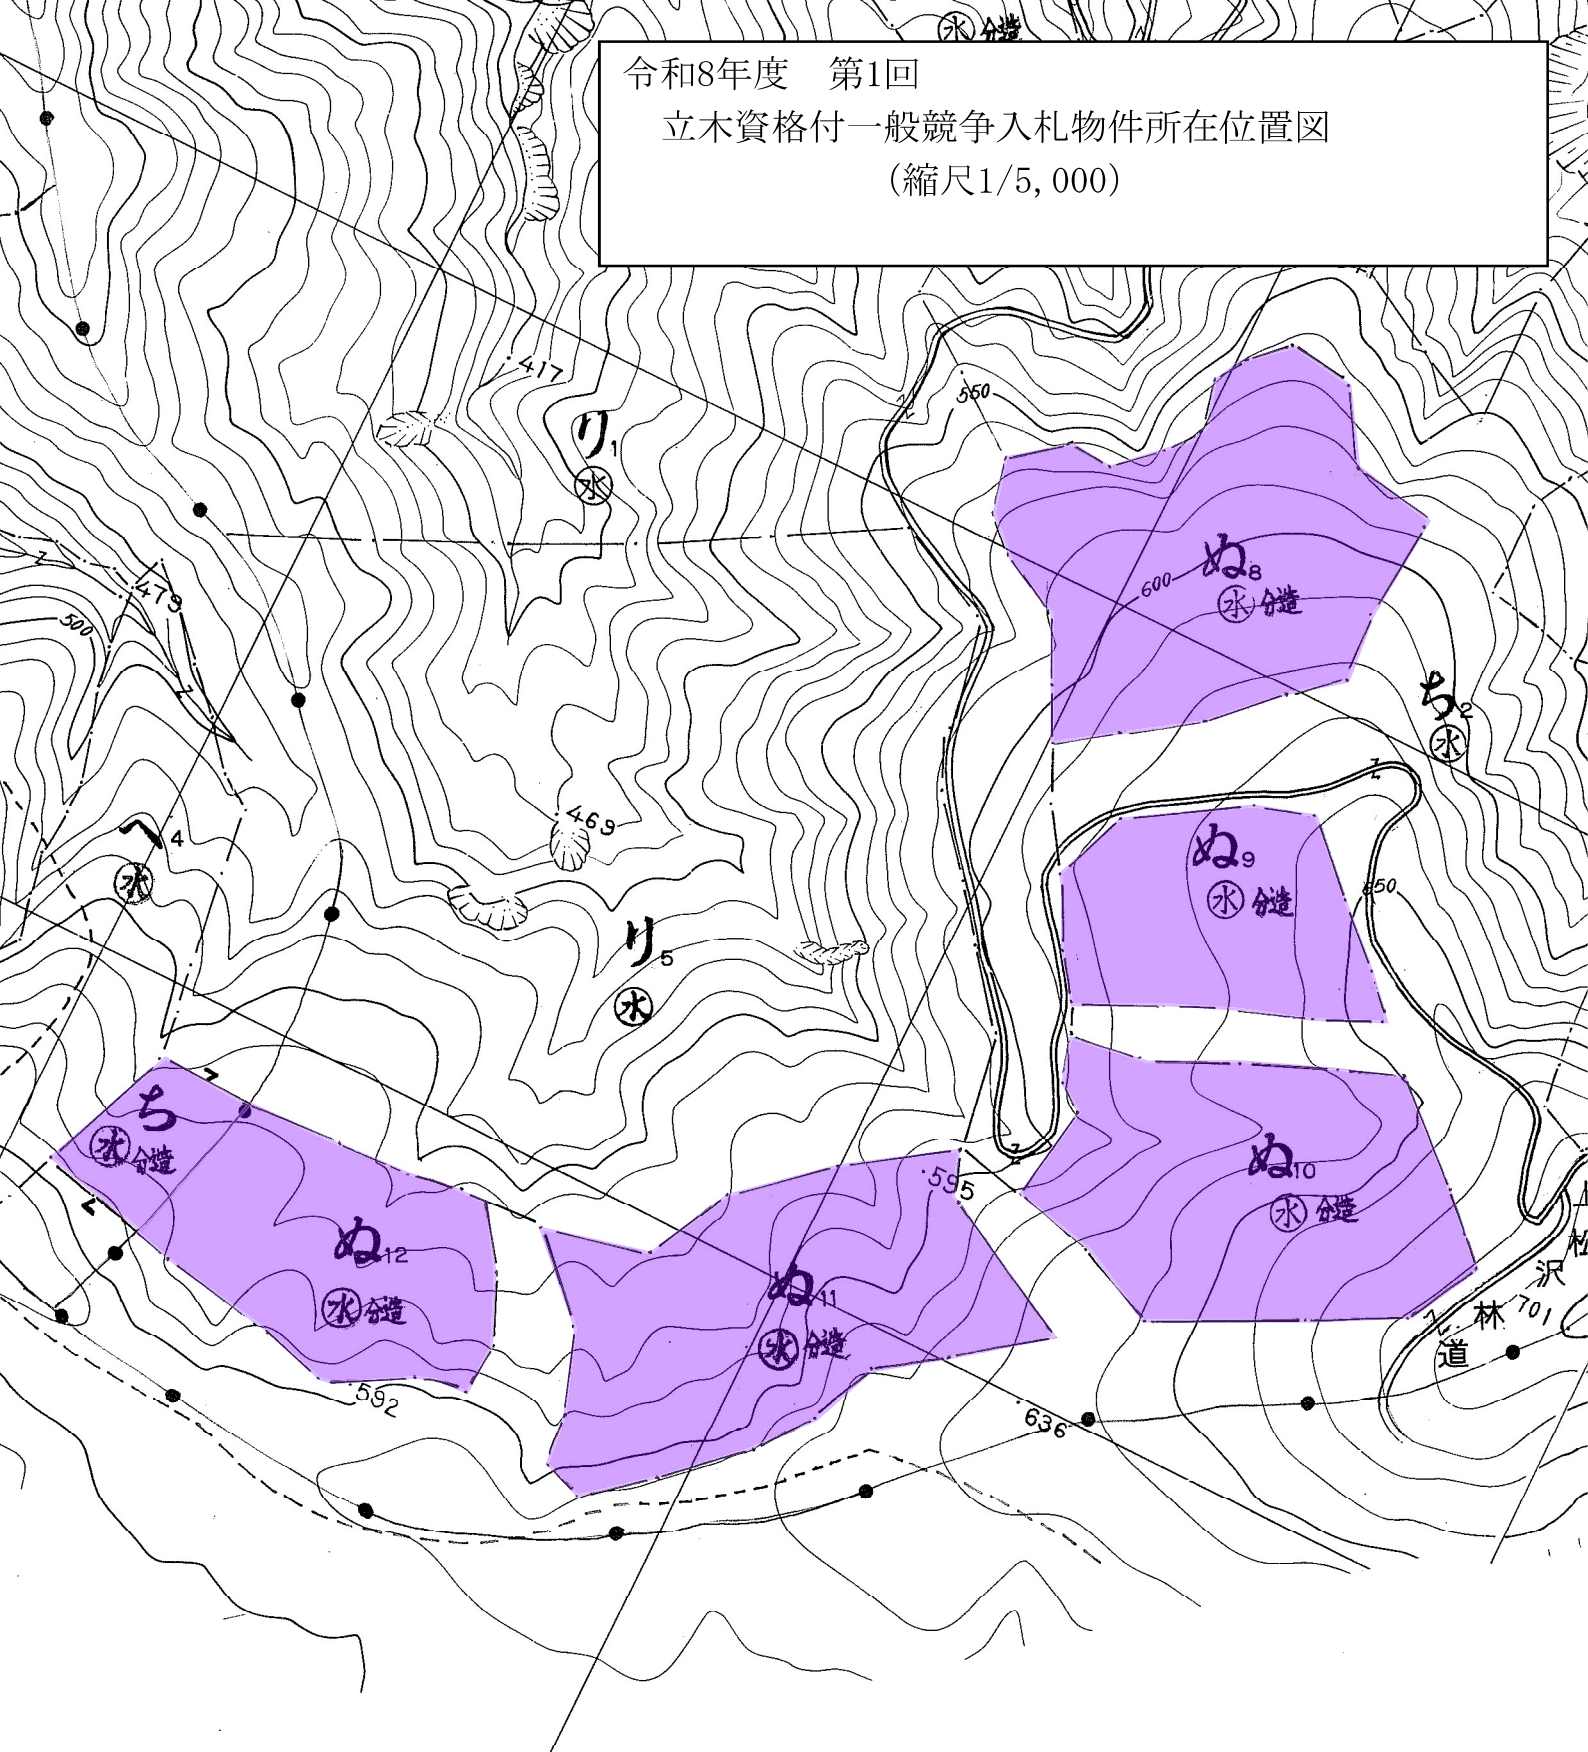 ㊌ 分造
令和8年度　第1回
立木資格付一般競争入札物件所在位置図
(縮尺1/5,000)
417
り1
㊌
550
ぬ8
600
㊌ 分造
479
500
ち2
㊌
469
へ4
㊌
ぬ9
㊌ 分造
650
り5
㊌
ち
㊌ 分造
ぬ10
㊌ 分造
595
ぬ12
㊌ 分造
ぬ11
㊌ 分造
592
636
沢
林
道
701